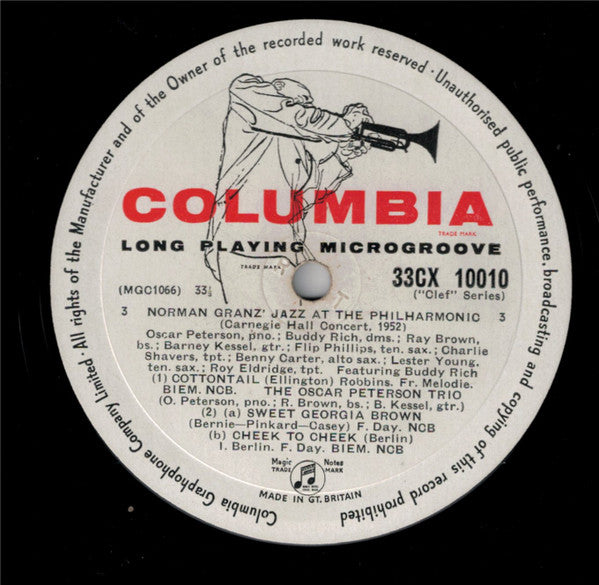 All rights of the Manufacturer and of the Owner of the recorded work reserved · Unauthorised public performance, broadcasting and copying of this record prohibited
Columbia Graphophone Company Limited ·
COLUMBIA
TRADE MARK
LONG PLAYING MICROGROOVE
TRADE MARK
33CX 10010
(MGC1066) 33⅓ ("Clef" Series)
3 NORMAN GRANZ' JAZZ AT THE PHILHARMONIC 3
(Carnegie Hall Concert, 1952)
Oscar Peterson, pno.; Buddy Rich, dms.; Ray Brown,
bs.; Barney Kessel, gtr.; Flip Phillips, ten. sax.; Charlie
Shavers, tpt.; Benny Carter, alto sax.; Lester Young,
ten. sax.; Roy Eldridge, tpt. Featuring Buddy Rich
(1) COTTONTAIL (Ellington) Robbins. Fr. Melodie.
BIEM. NCB. THE OSCAR PETERSON TRIO
(O. Peterson, pno.; R. Brown, bs.; B. Kessel, gtr.)
(2) (a) SWEET GEORGIA BROWN
(Bernie—Pinkard—Casey) F. Day. NCB
(b) CHEEK TO CHEEK (Berlin)
I. Berlin. F. Day. BIEM. NCB
Magic Notes
TRADE MARK
MADE IN GT. BRITAIN